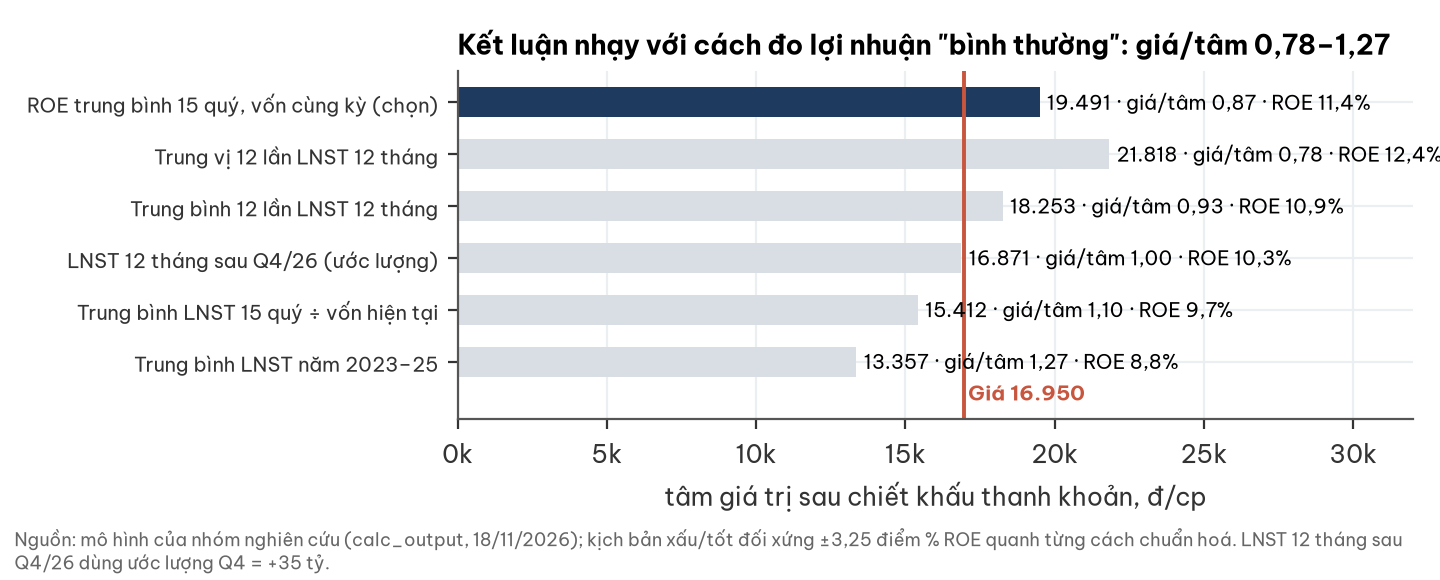 Kết luận nhạy với cách đo lợi nhuận "bình thường": giá/tâm 0,78–1,27
ROE trung bình 15 quý, vốn cùng kỳ (chọn) 19.491 · giá/tâm 0,87 · ROE 11,4%
Trung vị 12 lần LNST 12 tháng 21.818 · giá/tâm 0,78 · ROE 12,4%
Trung bình 12 lần LNST 12 tháng 18.253 · giá/tâm 0,93 · ROE 10,9%
LNST 12 tháng sau Q4/26 (ước lượng) 16.871 · giá/tâm 1,00 · ROE 10,3%
Trung bình LNST 15 quý ÷ vốn hiện tại 15.412 · giá/tâm 1,10 · ROE 9,7%
Trung bình LNST năm 2023–25 13.357 · giá/tâm 1,27 · ROE 8,8%
Giá 16.950
0k 5k 10k 15k 20k 25k 30k
tâm giá trị sau chiết khấu thanh khoản, đ/cp
Nguồn: mô hình của nhóm nghiên cứu (calc_output, 18/11/2026); kịch bản xấu/tốt đối xứng ±3,25 điểm % ROE quanh từng cách chuẩn hoá. LNST 12 tháng sau
Q4/26 dùng ước lượng Q4 = +35 tỷ.